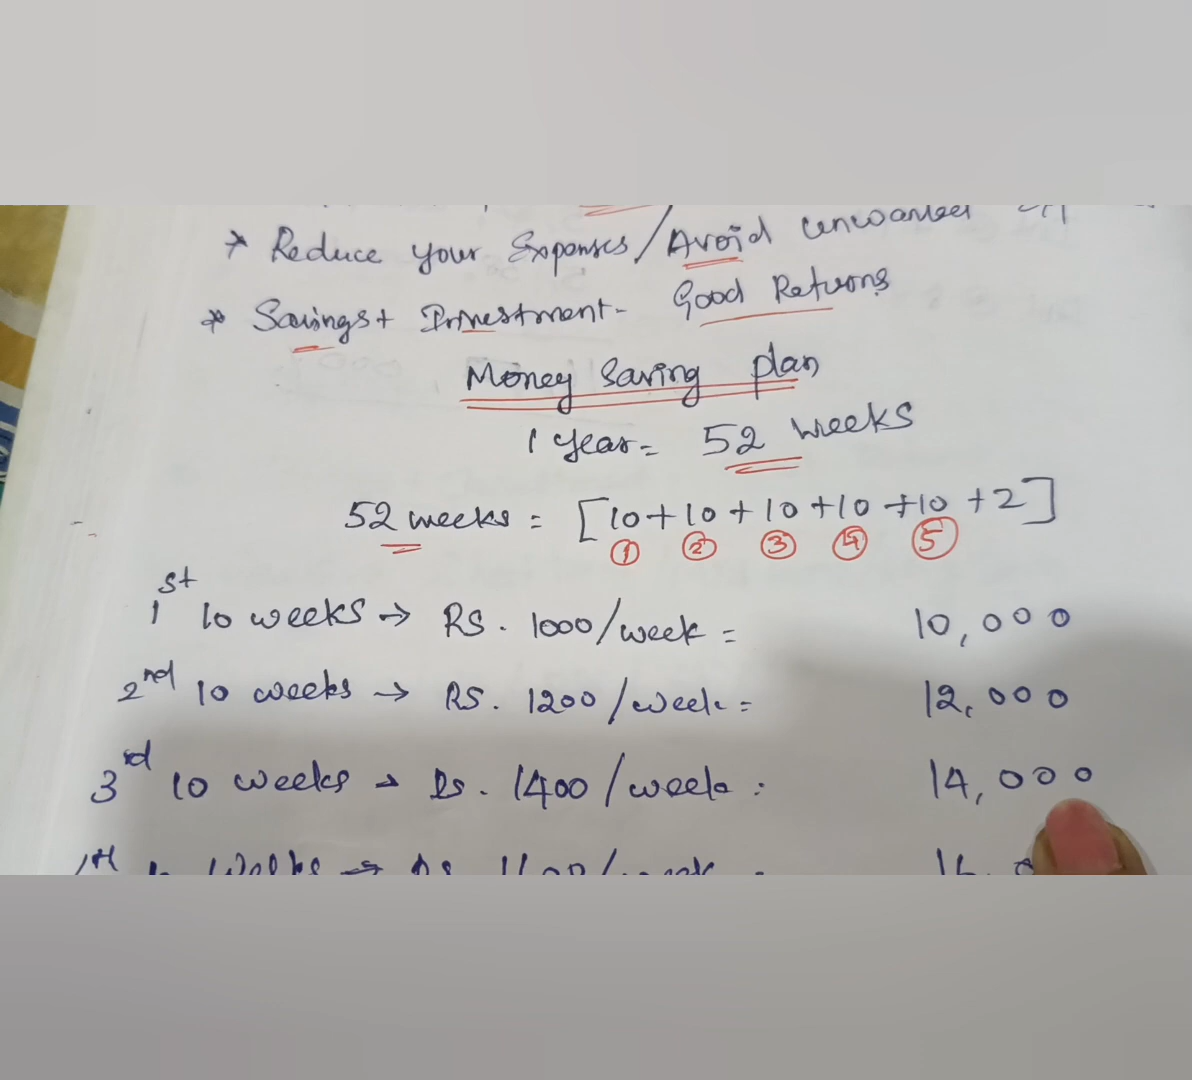 * Reduce your Expenses/Avoid unwanted
* Savings + Investment - Good Returns
Money Saving plan
1 year = 52 weeks
52 weeks = [10+10+10+10+10+2]
① ② ③ ④ ⑤
1st 10 weeks → RS. 1000/week = 10,000
2nd 10 weeks → RS. 1200/week = 12,000
3rd 10 weeks → Rs. 1400/week : 14,000